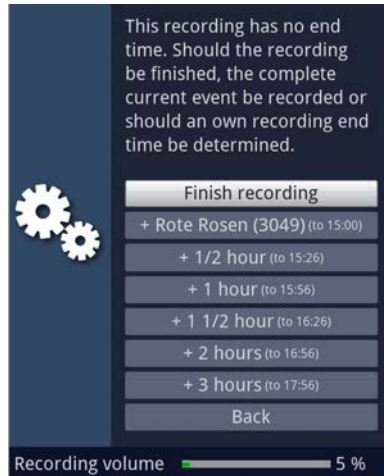 This recording has no end
time. Should the recording
be finished, the complete
current event be recorded or
should an own recording end
time be determined.
Finish recording
+ Rote Rosen (3049) (to 15:00)
+ 1/2 hour (to 15:26)
+ 1 hour (to 15:56)
+ 1 1/2 hour (to 16:26)
+ 2 hours (to 16:56)
+ 3 hours (to 17:56)
Back
Recording volume 5 %